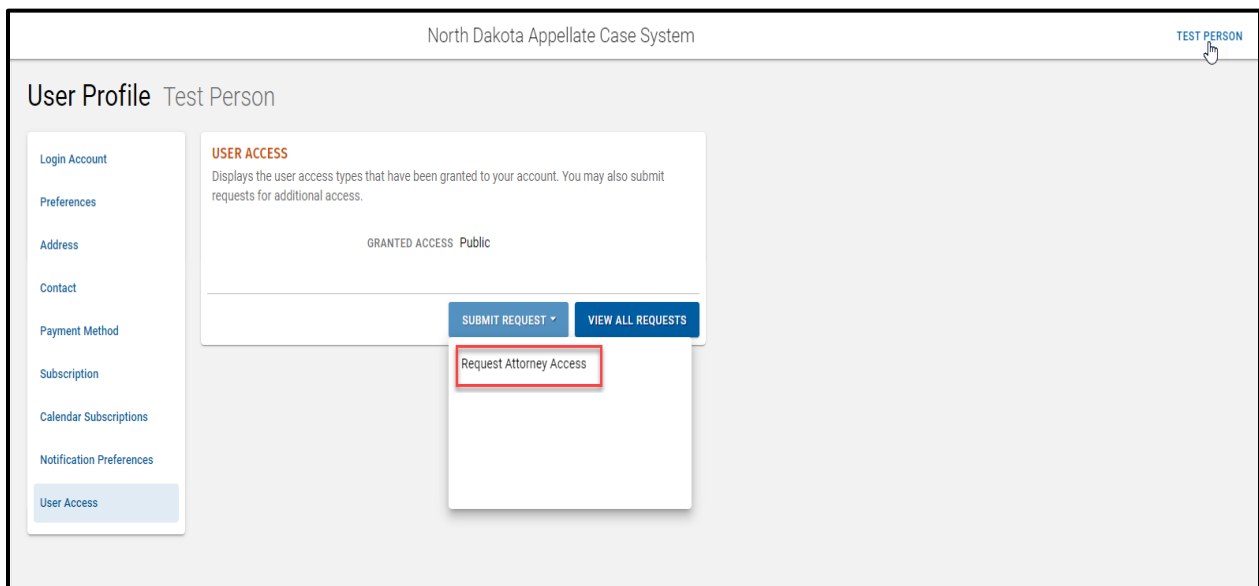 North Dakota Appellate Case System
TEST PERSON
User Profile Test Person
Login Account
Preferences
Address
Contact
Payment Method
Subscription
Calendar Subscriptions
Notification Preferences
User Access
USER ACCESS
Displays the user access types that have been granted to your account. You may also submit
requests for additional access.
GRANTED ACCESS Public
SUBMIT REQUEST
VIEW ALL REQUESTS
Request Attorney Access